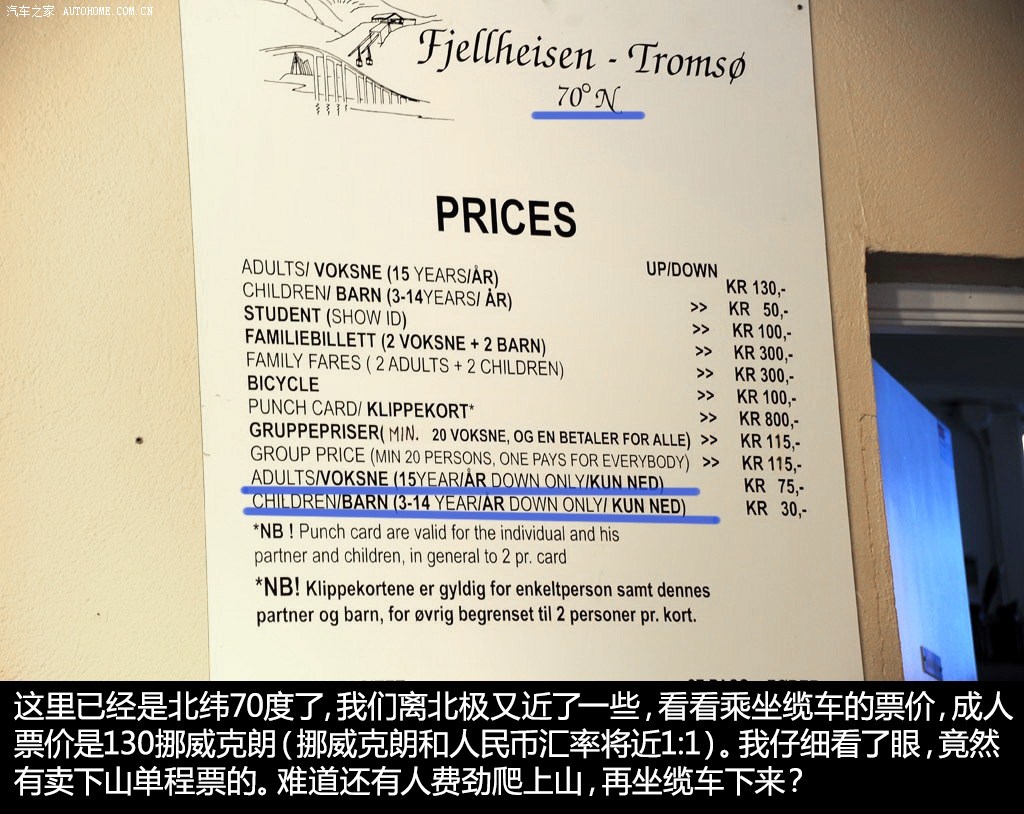 汽车之家 AUTOHOME.COM.CN
Fjellheisen - Tromsø
70° N
PRICES
UP/DOWN
ADULTS/ VOKSNE (15 YEARS/ÅR) KR 130,-
CHILDREN/ BARN (3-14YEARS/ ÅR) >> KR 50,-
STUDENT (SHOW ID) >> KR 100,-
FAMILIEBILLETT (2 VOKSNE + 2 BARN) >> KR 300,-
FAMILY FARES ( 2 ADULTS + 2 CHILDREN) >> KR 300,-
BICYCLE >> KR 100,-
PUNCH CARD/ KLIPPEKORT* >> KR 800,-
GRUPPEPRISER( MIN. 20 VOKSNE, OG EN BETALER FOR ALLE) >> KR 115,-
GROUP PRICE (MIN 20 PERSONS, ONE PAYS FOR EVERYBODY) >> KR 115,-
ADULTS/VOKSNE (15YEAR/ÅR DOWN ONLY/KUN NED) KR 75,-
CHILDREN/BARN (3-14 YEAR/ÅR DOWN ONLY/ KUN NED) KR 30,-
*NB ! Punch card are valid for the individual and his
partner and children, in general to 2 pr. card
*NB! Klippekortene er gyldig for enkeltperson samt dennes
partner og barn, for øvrig begrenset til 2 personer pr. kort.
这里已经是北纬70度了,我们离北极又近了一些,看看乘坐缆车的票价,成人
票价是130挪威克朗(挪威克朗和人民币汇率将近1:1)。我仔细看了眼,竟然
有卖下山单程票的。难道还有人费劲爬上山,再坐缆车下来?